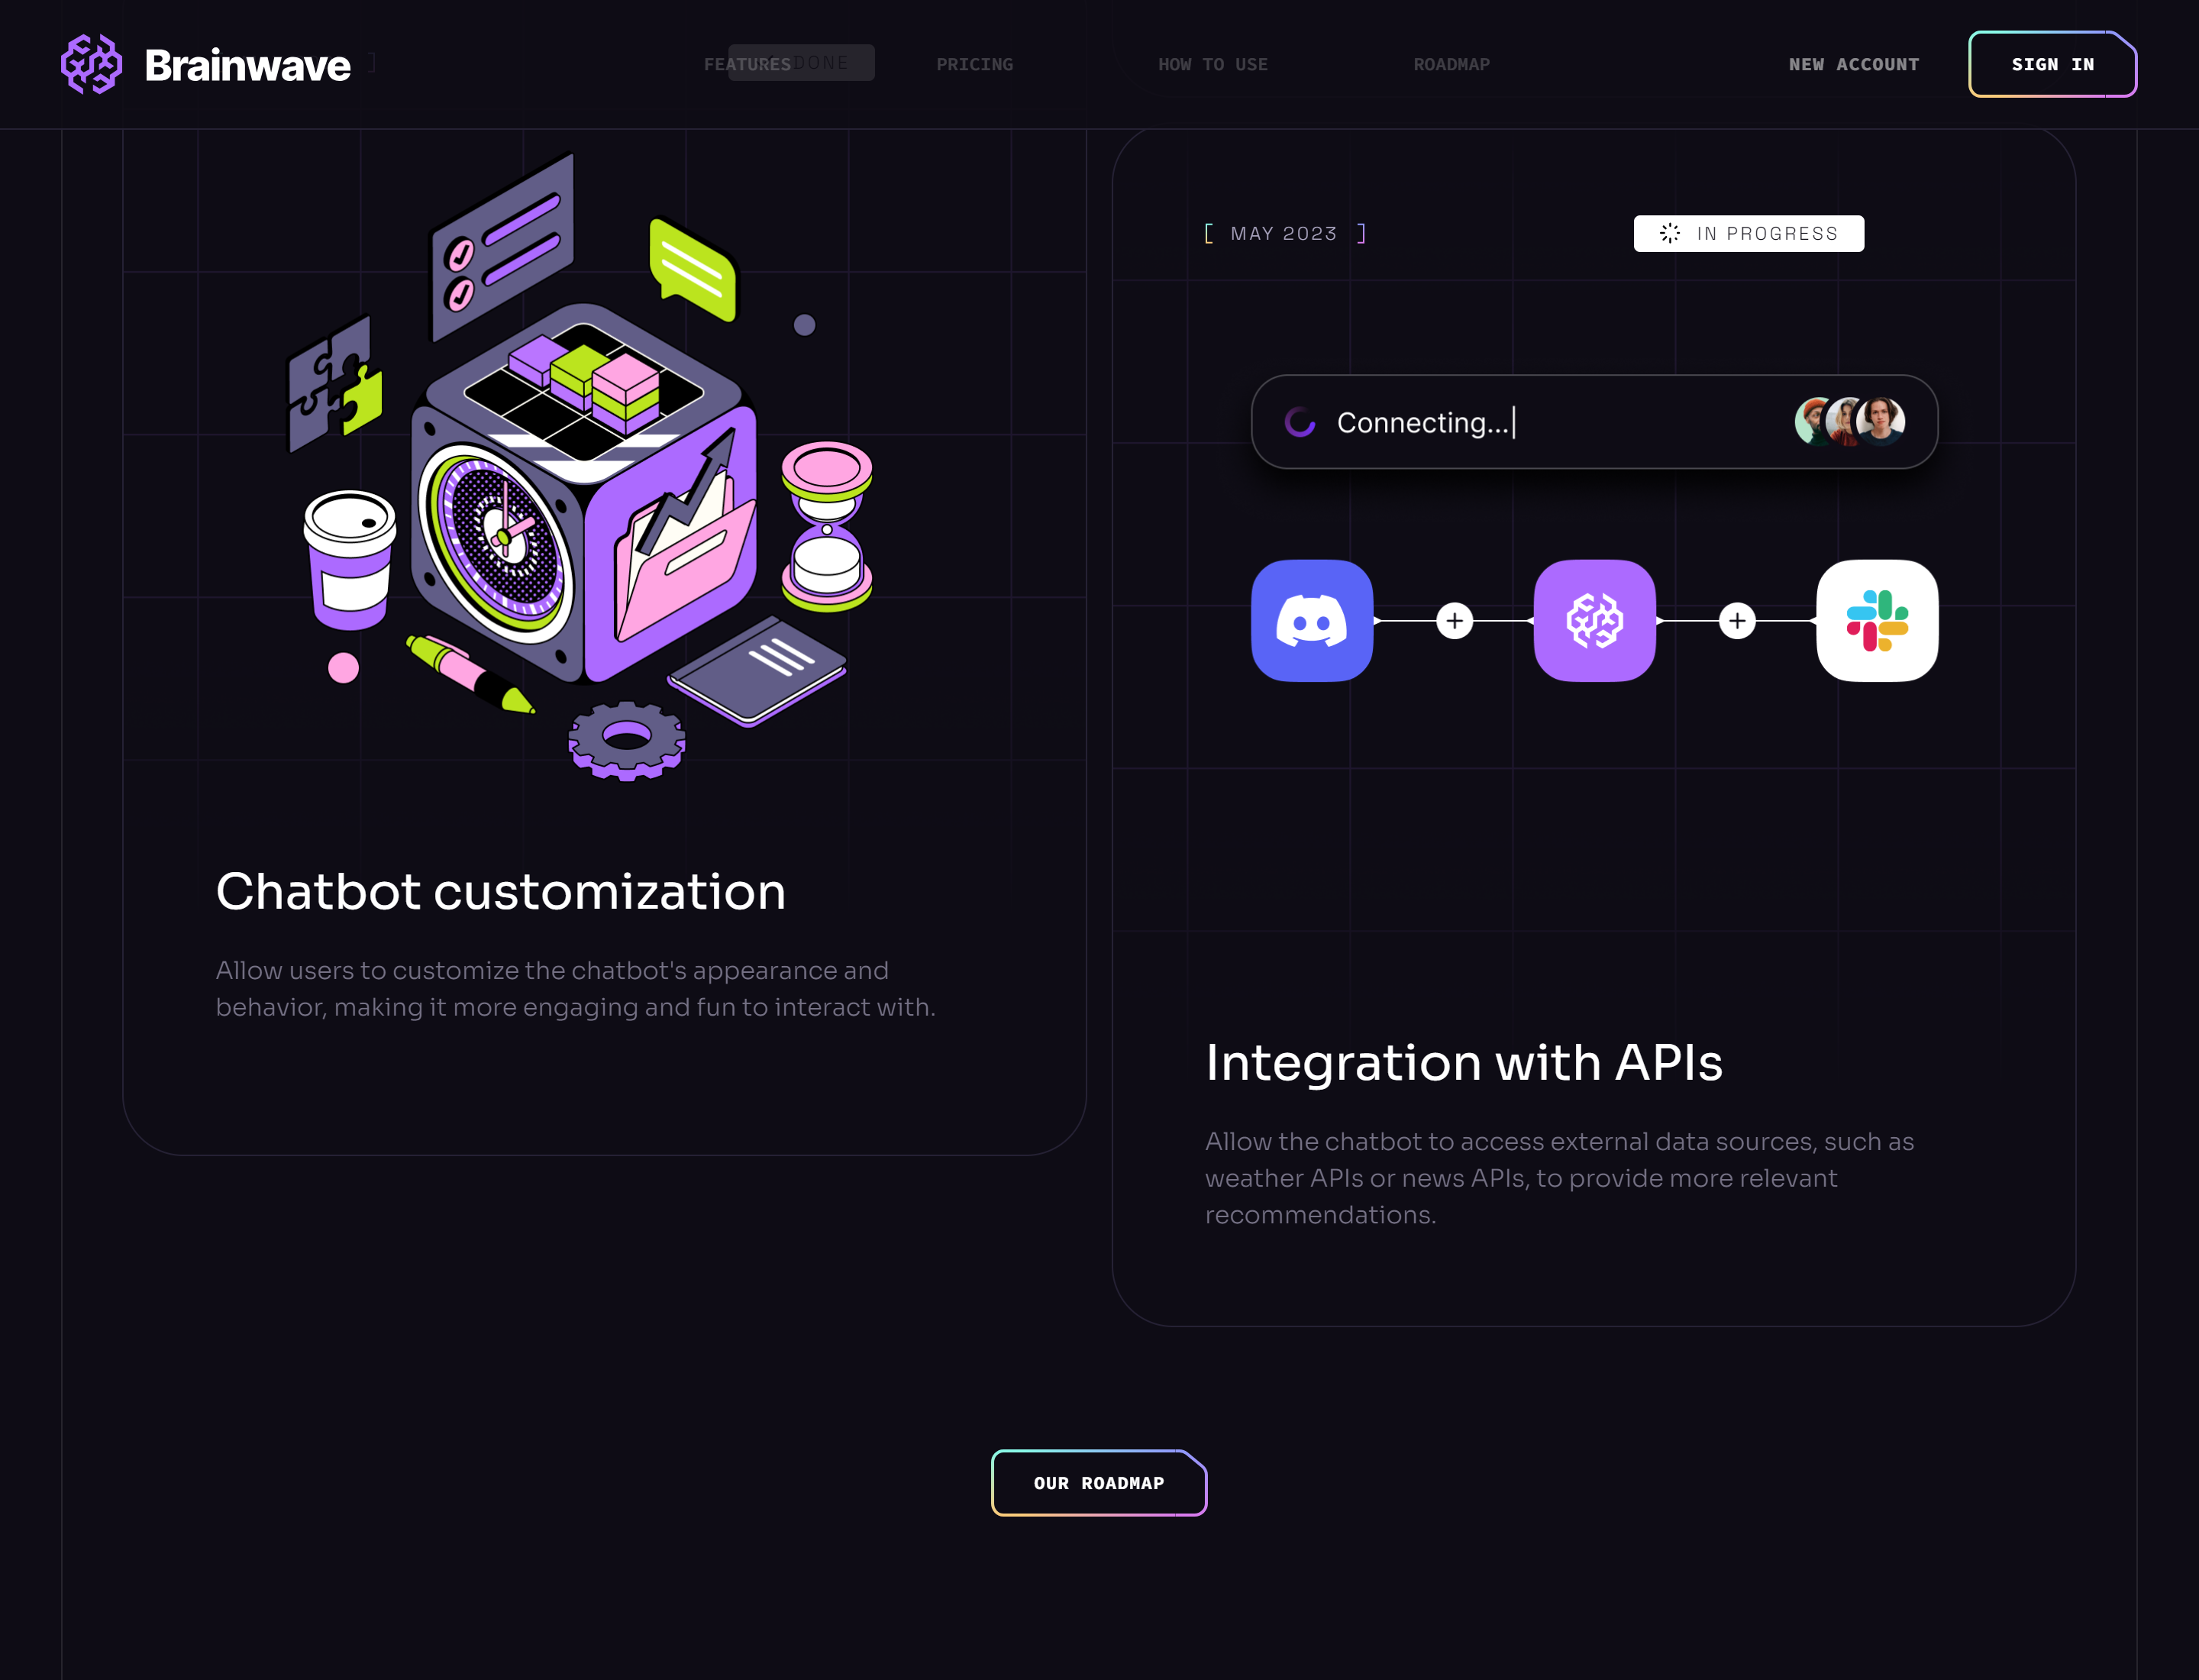 Brainwave
FEATURES
DONE
PRICING
HOW TO USE
ROADMAP
NEW ACCOUNT
SIGN IN
MAY 2023
IN PROGRESS
Connecting...
Chatbot customization
Allow users to customize the chatbot's appearance and
behavior, making it more engaging and fun to interact with.
Integration with APIs
Allow the chatbot to access external data sources, such as
weather APIs or news APIs, to provide more relevant
recommendations.
OUR ROADMAP